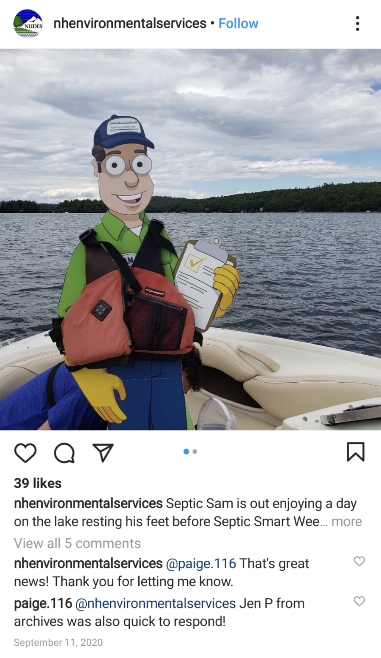 NHDES
nhenvironmentalservices • Follow
39 likes
nhenvironmentalservices Septic Sam is out enjoying a day
on the lake resting his feet before Septic Smart Wee... more
View all 5 comments
nhenvironmentalservices @paige.116 That's great
news! Thank you for letting me know.
paige.116 @nhenvironmentalservices Jen P from
archives was also quick to respond!
September 11, 2020